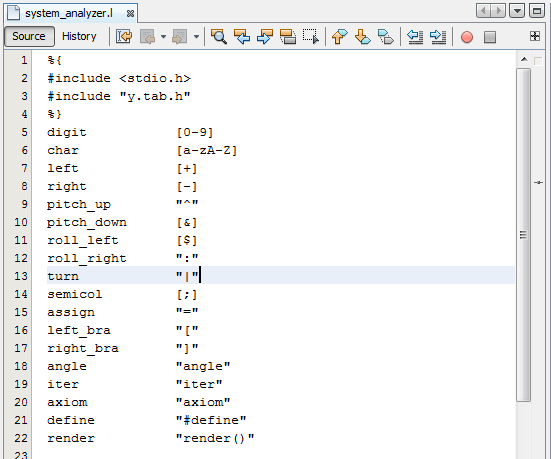 system_analyzer.l
Source History
1 %{
2 #include <stdio.h>
3 #include "y.tab.h"
4 %}
5 digit [0-9]
6 char [a-zA-Z]
7 left [+]
8 right [-]
9 pitch_up "^"
10 pitch_down [&]
11 roll_left [$]
12 roll_right ":"
13 turn "|"
14 semicol [;]
15 assign "="
16 left_bra "["
17 right_bra "]"
18 angle "angle"
19 iter "iter"
20 axiom "axiom"
21 define "#define"
22 render "render()"
23